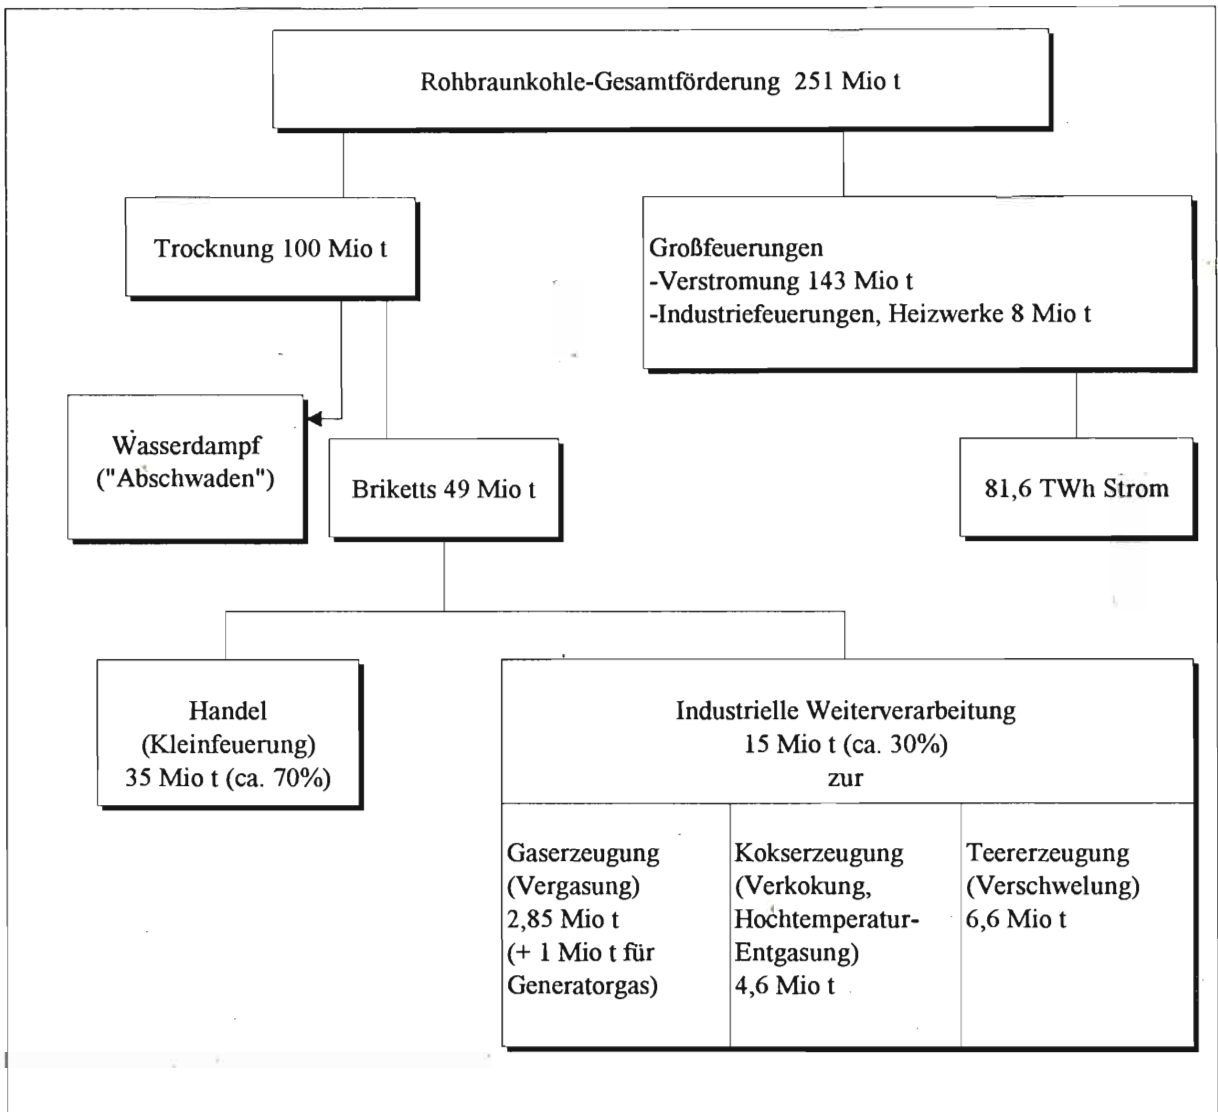 Rohbraunkohle-Gesamtförderung 251 Mio t
Trocknung 100 Mio t
Großfeuerungen
-Verstromung 143 Mio t
-Industriefeuerungen, Heizwerke 8 Mio t
Wasserdampf
("Abschwaden")
Briketts 49 Mio t
81,6 TWh Strom
Handel
(Kleinfeuerung)
35 Mio t (ca. 70%)
Industrielle Weiterverarbeitung
15 Mio t (ca. 30%)
zur
Gaserzeugung
(Vergasung)
2,85 Mio t
(+ 1 Mio t für
Generatorgas)
Kokserzeugung
(Verkokung,
Hochtemperatur-
Entgasung)
4,6 Mio t
Teererzeugung
(Verschwelung)
6,6 Mio t